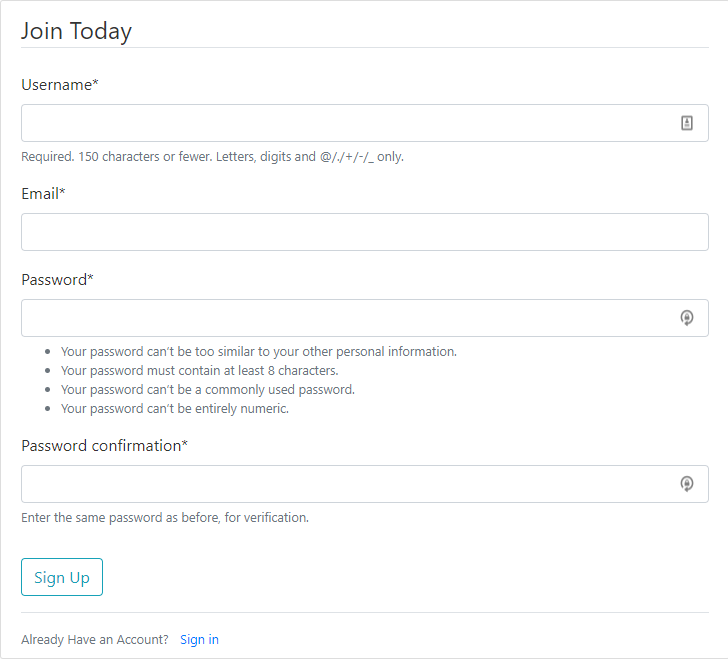 Join Today
Username*
Required. 150 characters or fewer. Letters, digits and @/./+/-/_ only.
Email*
Password*
• Your password can't be too similar to your other personal information.
• Your password must contain at least 8 characters.
• Your password can't be a commonly used password.
• Your password can't be entirely numeric.
Password confirmation*
Enter the same password as before, for verification.
Sign Up
Already Have an Account? Sign in